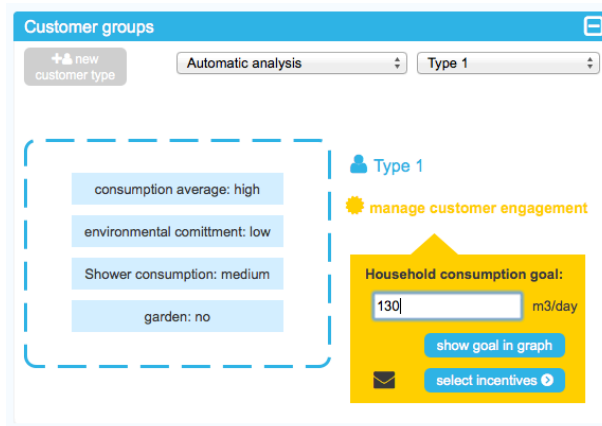 Customer groups
new
customer type
Automatic analysis
Type 1
Type 1
manage customer engagement
consumption average: high
environmental comittment: low
Shower consumption: medium
garden: no
Household consumption goal:
130 m3/day
show goal in graph
select incentives